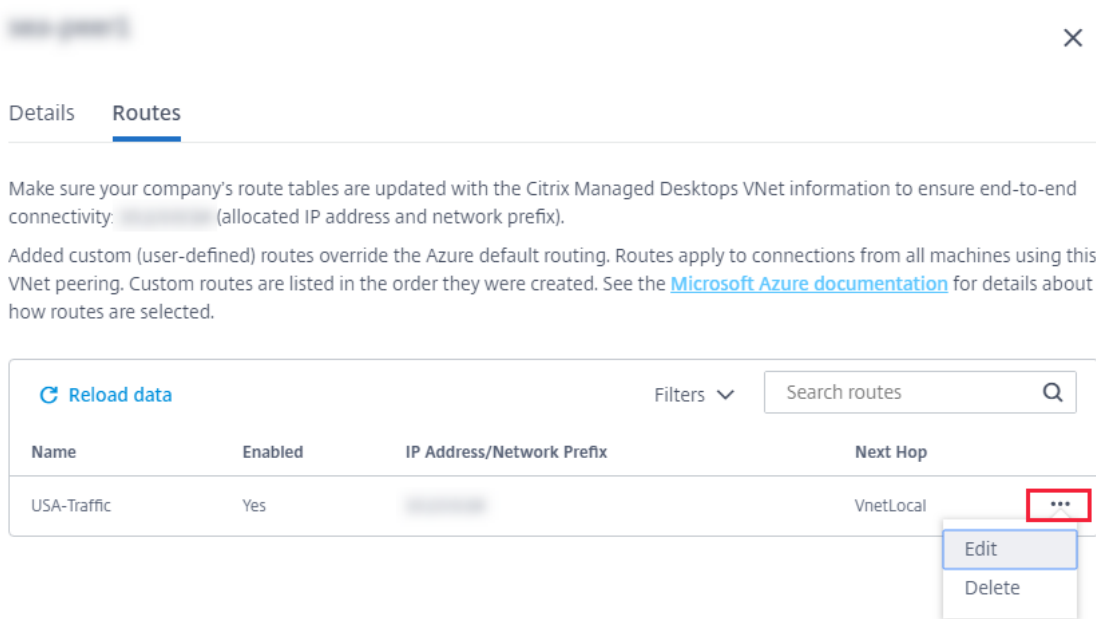 Details Routes
Make sure your company's route tables are updated with the Citrix Managed Desktops VNet information to ensure end-to-end
connectivity: (allocated IP address and network prefix).
Added custom (user-defined) routes override the Azure default routing. Routes apply to connections from all machines using this
VNet peering. Custom routes are listed in the order they were created. See the Microsoft Azure documentation for details about
how routes are selected.
Reload data Filters Search routes
Name Enabled IP Address/Network Prefix Next Hop
USA-Traffic Yes VnetLocal ...
Edit
Delete